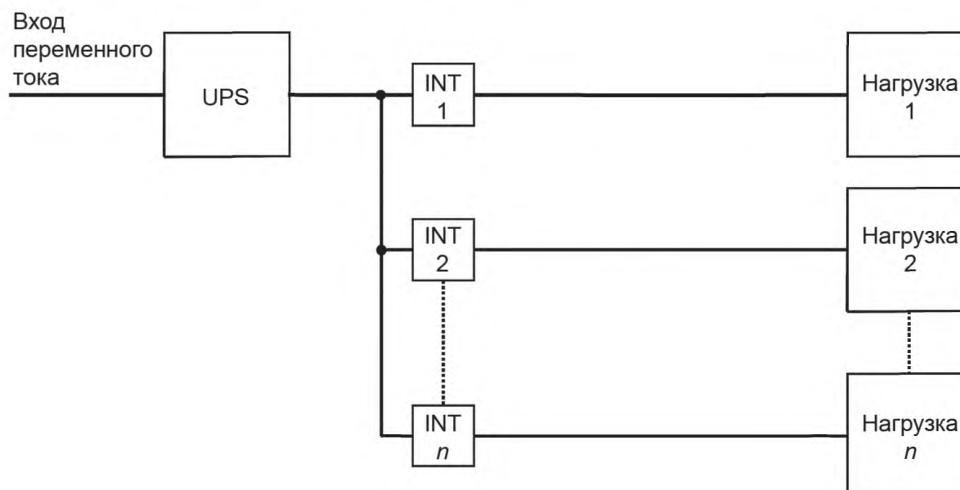 Вход
переменного
тока
UPS
INT
1
Нагрузка
1
INT
2
Нагрузка
2
INT
n
Нагрузка
n